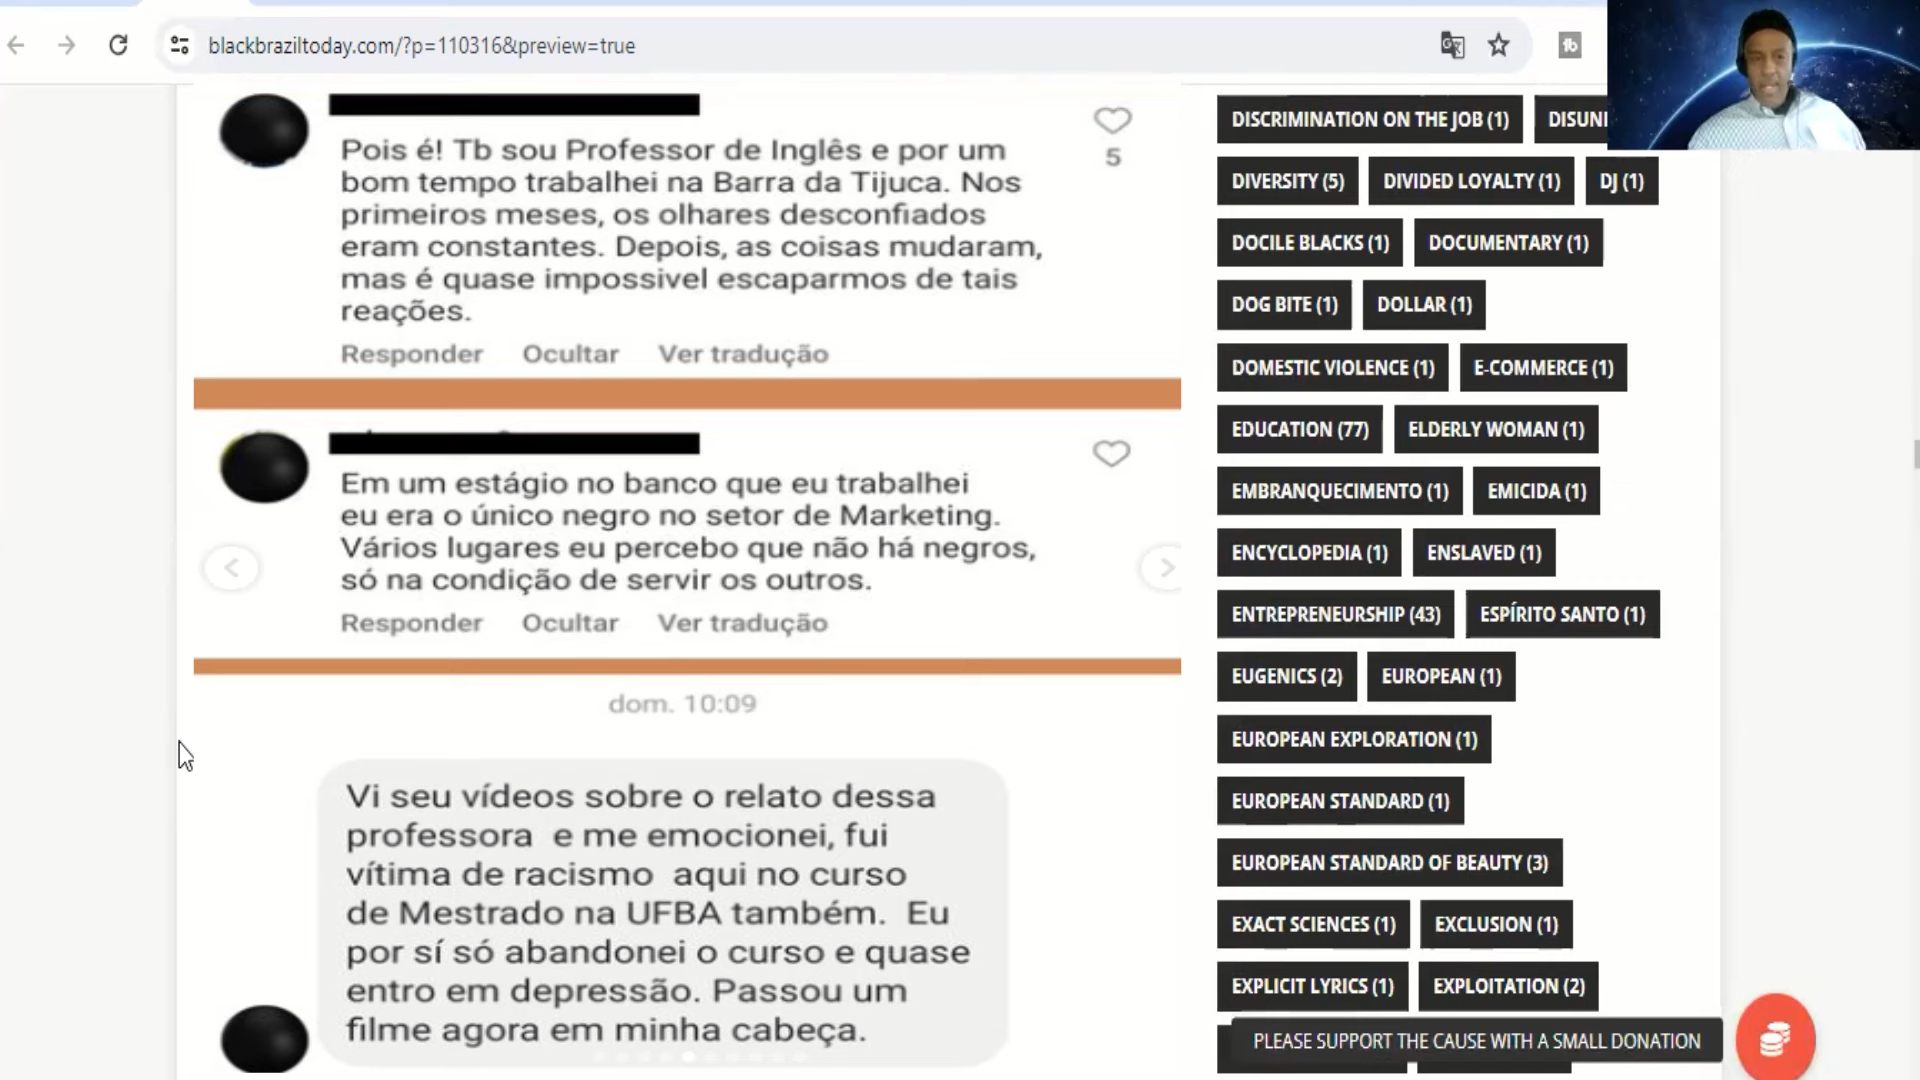 blackbraziltoday.com/?p=110316&preview=true
Pois é! Tb sou Professor de Inglês e por um
bom tempo trabalhei na Barra da Tijuca. Nos
primeiros meses, os olhares desconfiados
eram constantes. Depois, as coisas mudaram,
mas é quase impossivel escaparmos de tais
reações.
5
Responder Ocultar Ver tradução
Em um estágio no banco que eu trabalhei
eu era o único negro no setor de Marketing.
Vários lugares eu percebo que não há negros,
só na condição de servir os outros.
Responder Ocultar Ver tradução
dom. 10:09
Vi seu vídeos sobre o relato dessa
professora e me emocionei, fui
vítima de racismo aqui no curso
de Mestrado na UFBA também. Eu
por sí só abandonei o curso e quase
entro em depressão. Passou um
filme agora em minha cabeça.
DISCRIMINATION ON THE JOB (1)
DIVERSITY (5) DIVIDED LOYALTY (1) DJ (1)
DOCILE BLACKS (1) DOCUMENTARY (1)
DOG BITE (1) DOLLAR (1)
DOMESTIC VIOLENCE (1) E-COMMERCE (1)
EDUCATION (77) ELDERLY WOMAN (1)
EMBRANQUECIMENTO (1) EMICIDA (1)
ENCYCLOPEDIA (1) ENSLAVED (1)
ENTREPRENEURSHIP (43) ESPÍRITO SANTO (1)
EUGENICS (2) EUROPEAN (1)
EUROPEAN EXPLORATION (1)
EUROPEAN STANDARD (1)
EUROPEAN STANDARD OF BEAUTY (3)
EXACT SCIENCES (1) EXCLUSION (1)
EXPLICIT LYRICS (1) EXPLOITATION (2)
PLEASE SUPPORT THE CAUSE WITH A SMALL DONATION